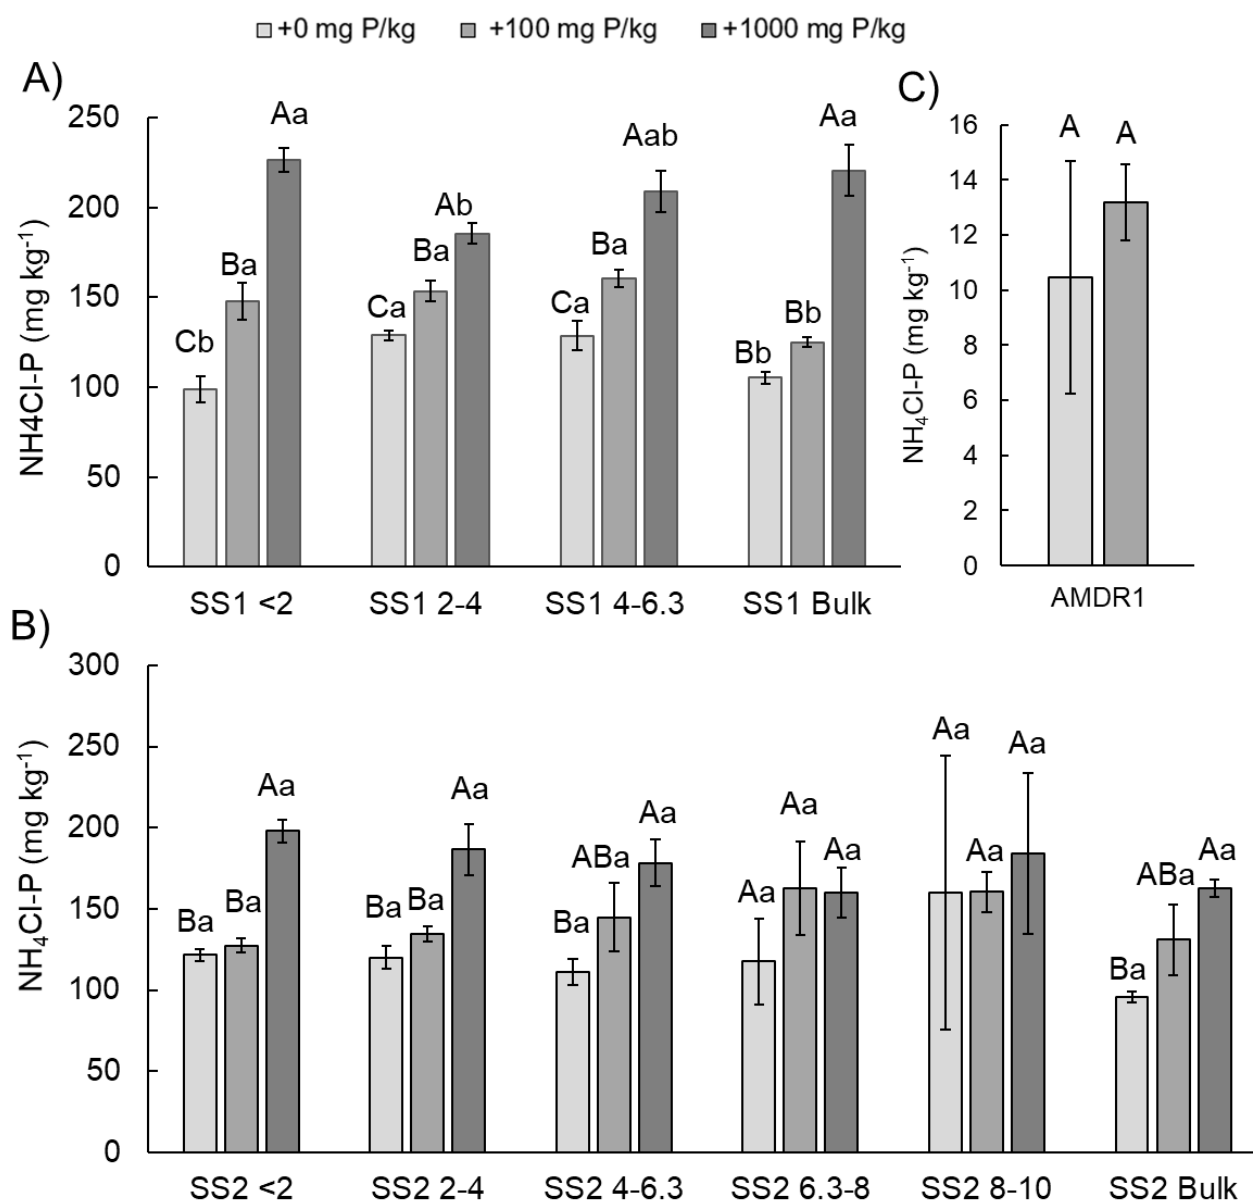 +0 mg P/kg +100 mg P/kg +1000 mg P/kg
A)
NH4Cl-P (mg kg-1)
250
200
150
100
50
0
Cb Ba Aa
Ca Ba Ab
Ca Ba Aab
Bb Bb Aa
SS1 <2 SS1 2-4 SS1 4-6.3 SS1 Bulk
C)
NH₄Cl-P (mg kg⁻¹)
16
14
12
10
8
6
4
2
0
A A
AMDR1
B)
NH₄Cl-P (mg kg⁻¹)
300
250
200
150
100
50
0
Ba Ba Aa
Ba Ba Aa
Ba ABa Aa
Aa Aa Aa
Aa Aa Aa
Ba ABa Aa
SS2 <2 SS2 2-4 SS2 4-6.3 SS2 6.3-8 SS2 8-10 SS2 Bulk